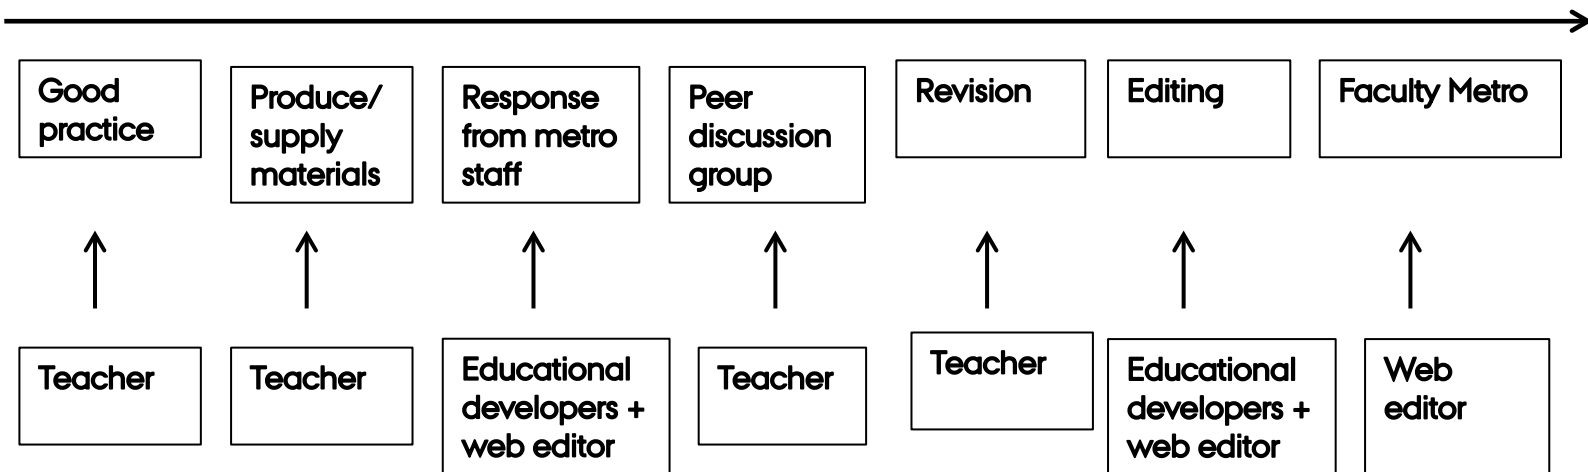 Good
practice
Produce/
supply
materials
Response
from metro
staff
Peer
discussion
group
Revision
Editing
Faculty Metro
Teacher
Teacher
Educational
developers +
web editor
Teacher
Teacher
Educational
developers +
web editor
Web
editor